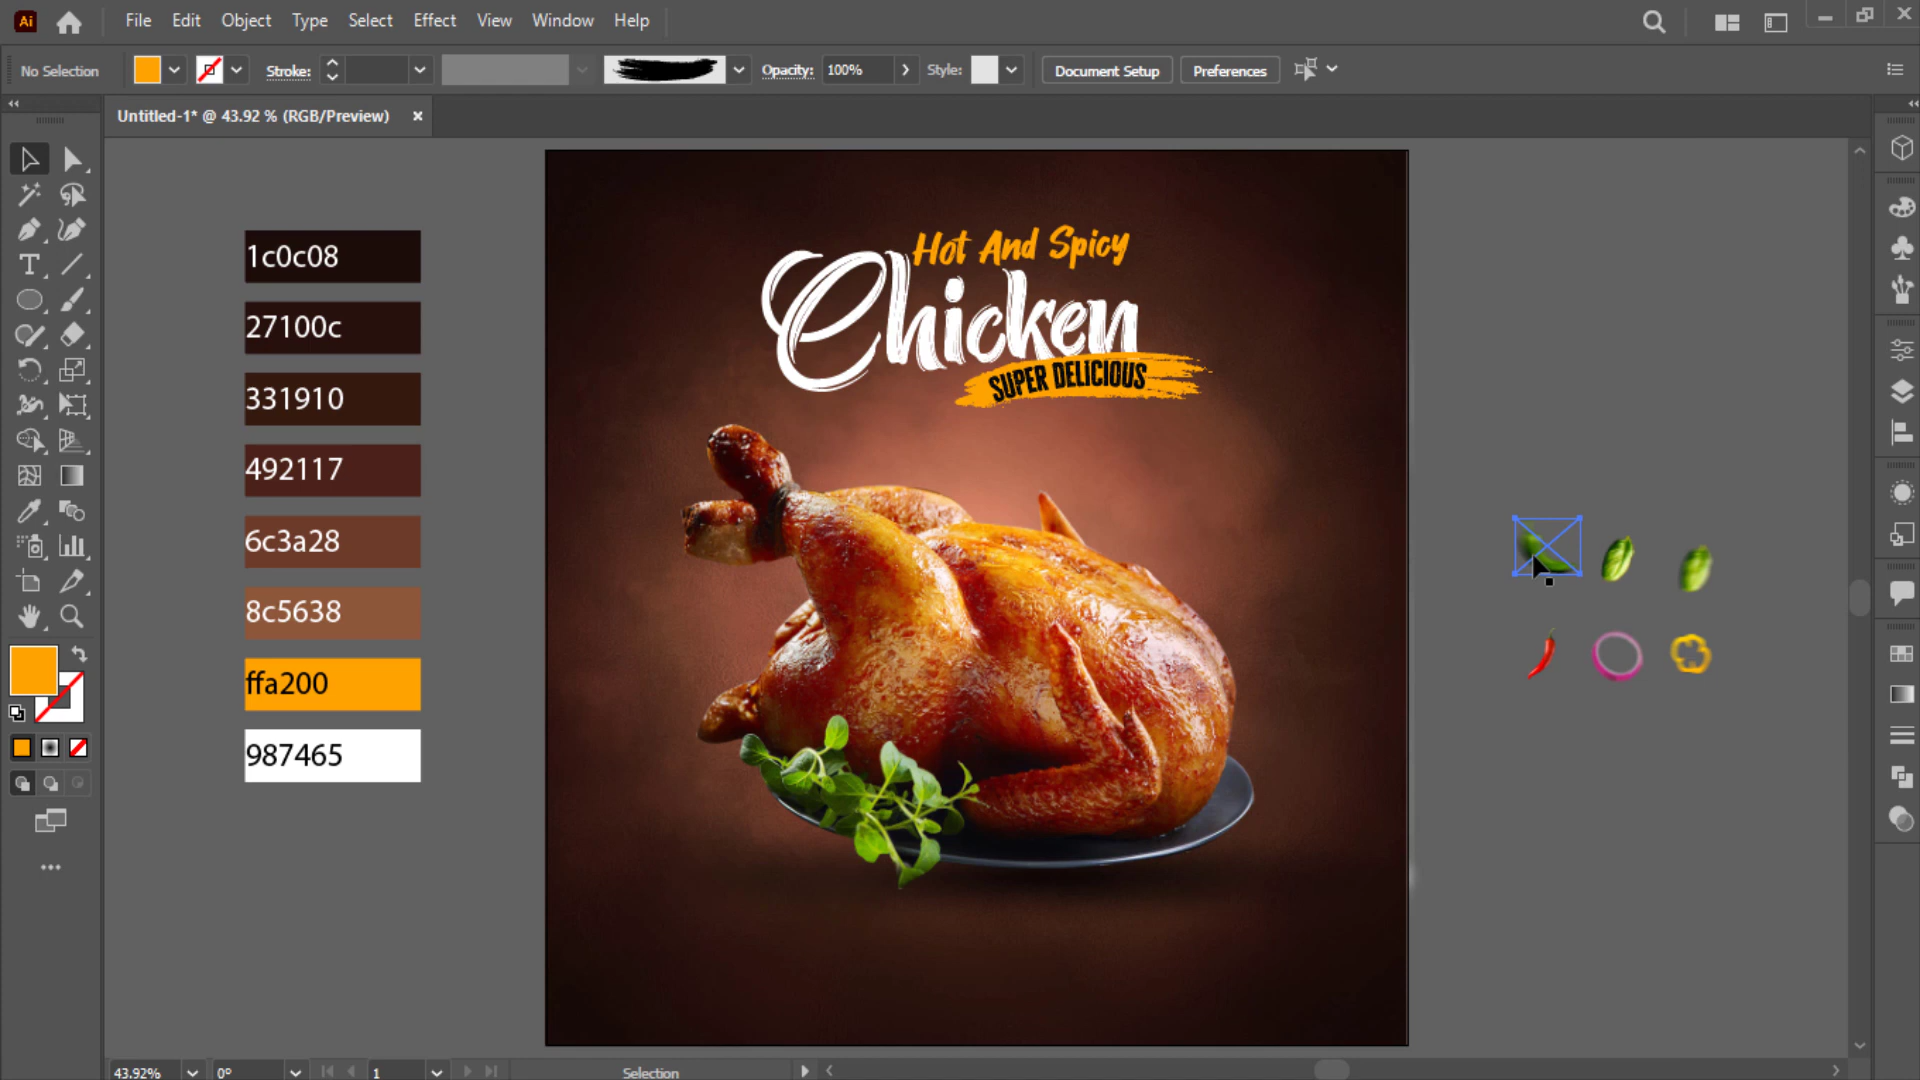 Ai File Edit Object Type Select Effect View Window Help
No Selection Stroke: Opacity: 100% Style: Document Setup Preferences
Untitled-1* @ 43.92 % (RGB/Preview) ×
1c0c08
27100c
331910
492117
6c3a28
8c5638
ffa200
987465
Hot And Spicy
Chicken
SUPER DELICIOUS
43.92% 0° 1 Selection